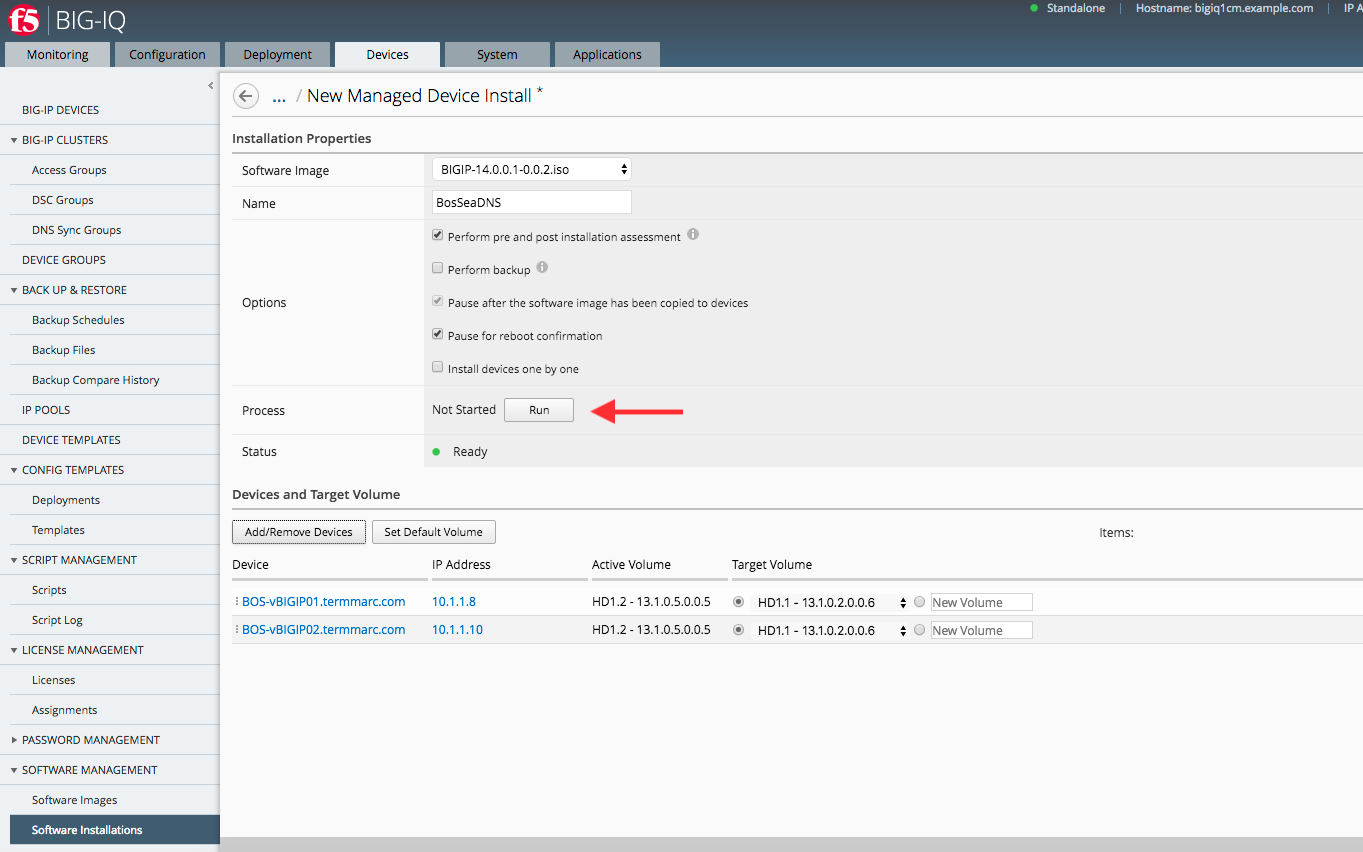 f5 BIG-IQ
Standalone Hostname: bigiq1cm.example.com IP A
Monitoring Configuration Deployment Devices System Applications
BIG-IP DEVICES
BIG-IP CLUSTERS
Access Groups
DSC Groups
DNS Sync Groups
DEVICE GROUPS
BACK UP & RESTORE
Backup Schedules
Backup Files
Backup Compare History
IP POOLS
DEVICE TEMPLATES
CONFIG TEMPLATES
Deployments
Templates
SCRIPT MANAGEMENT
Scripts
Script Log
LICENSE MANAGEMENT
Licenses
Assignments
PASSWORD MANAGEMENT
SOFTWARE MANAGEMENT
Software Images
Software Installations
... / New Managed Device Install *
Installation Properties
Software Image BIGIP-14.0.0.1-0.0.2.iso
Name BosSeaDNS
Options
Perform pre and post installation assessment
Perform backup
Pause after the software image has been copied to devices
Pause for reboot confirmation
Install devices one by one
Process Not Started Run
Status Ready
Devices and Target Volume
Add/Remove Devices Set Default Volume Items:
Device IP Address Active Volume Target Volume
BOS-vBIGIP01.termmarc.com 10.1.1.8 HD1.2 - 13.1.0.5.0.0.5 HD1.1 - 13.1.0.2.0.0.6 New Volume
BOS-vBIGIP02.termmarc.com 10.1.1.10 HD1.2 - 13.1.0.5.0.0.5 HD1.1 - 13.1.0.2.0.0.6 New Volume